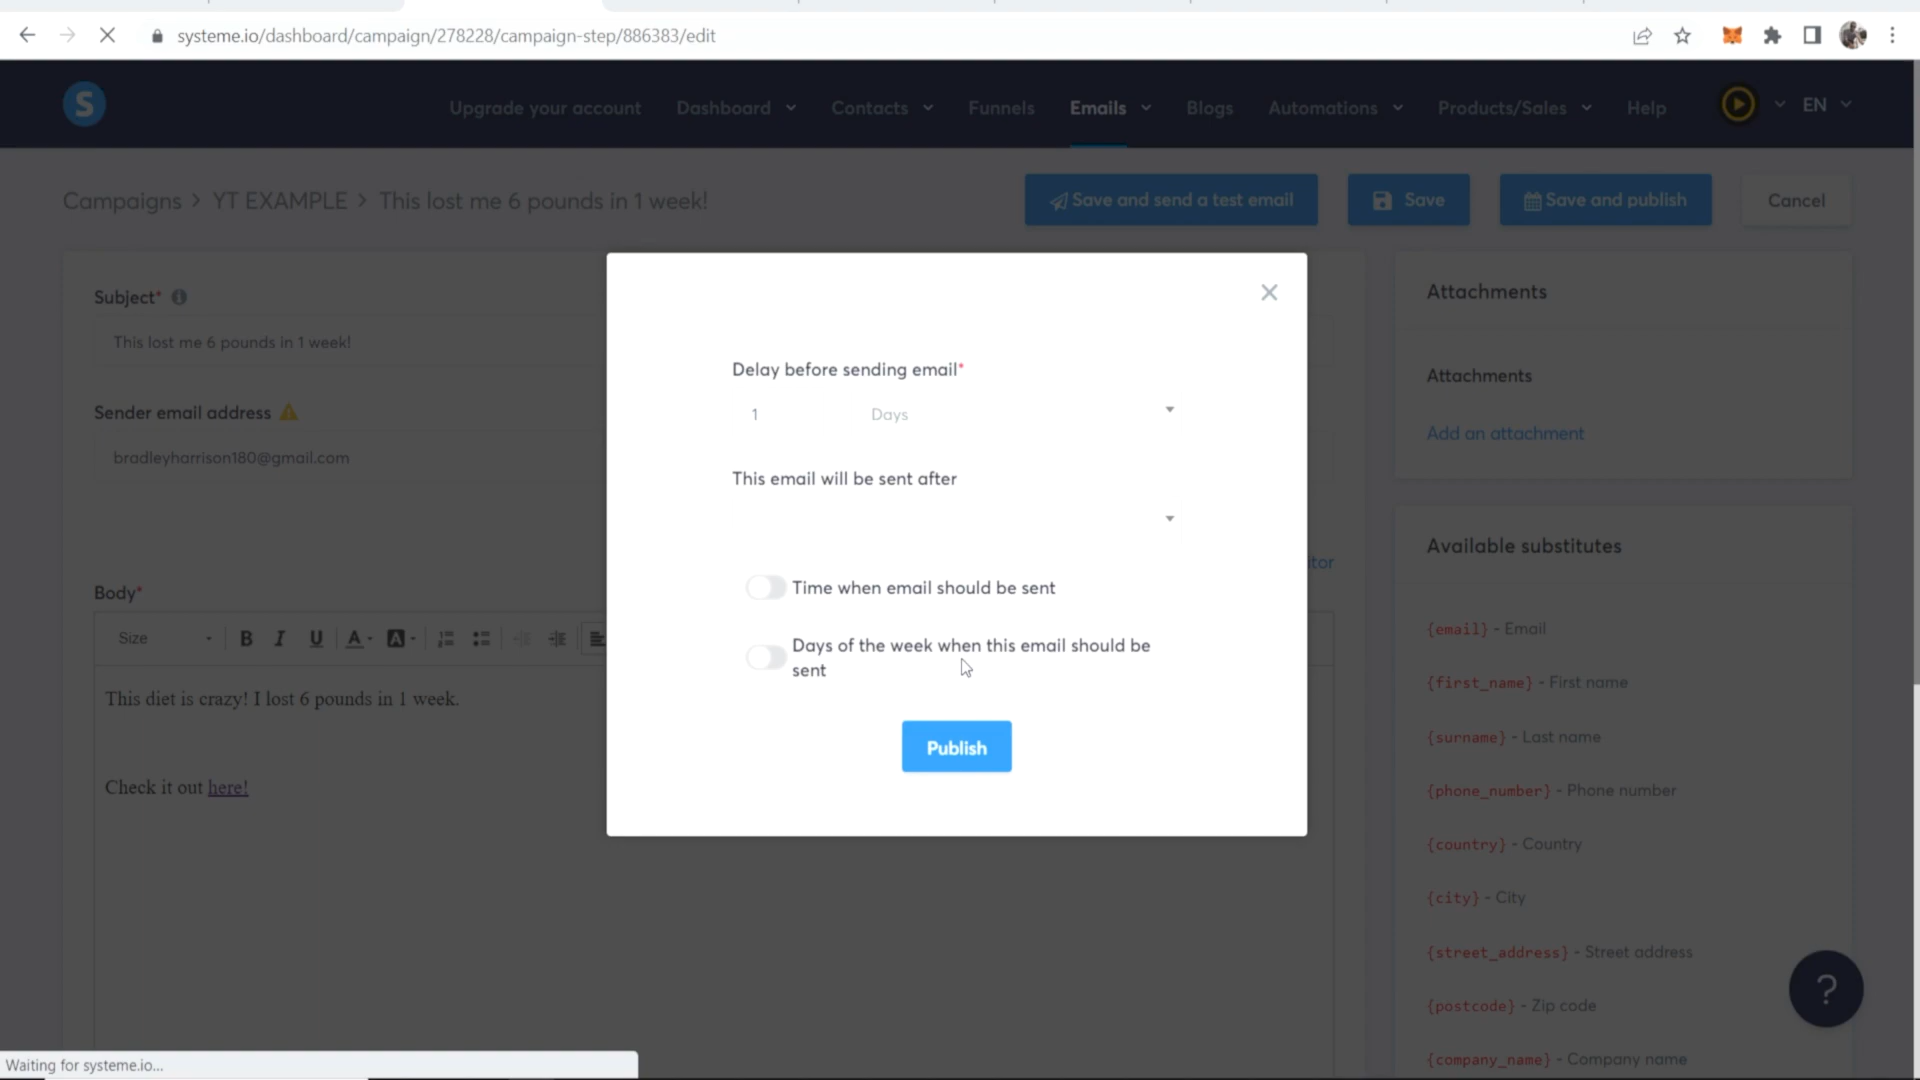 systeme.io/dashboard/campaign/278228/campaign-step/886383/edit
S
Upgrade your account
Dashboard
Contacts
Funnels
Emails
Blogs
Automations
Products/Sales
Help
EN
Campaigns > YT EXAMPLE > This lost me 6 pounds in 1 week!
Save and send a test email
Save
Save and publish
Cancel
Subject*
This lost me 6 pounds in 1 week!
Sender email address
bradleyharrison180@gmail.com
itor
Body*
Size
B I U A A
This diet is crazy! I lost 6 pounds in 1 week.
Check it out here!
Delay before sending email*
1 Days
This email will be sent after
Time when email should be sent
Days of the week when this email should be
sent
Publish
Attachments
Attachments
Add an attachment
Available substitutes
{email} - Email
{first_name} - First name
{surname} - Last name
{phone_number} - Phone number
{country} - Country
{city} - City
{street_address} - Street address
{postcode} - Zip code
{company_name} - Company name
?
Waiting for systeme.io...